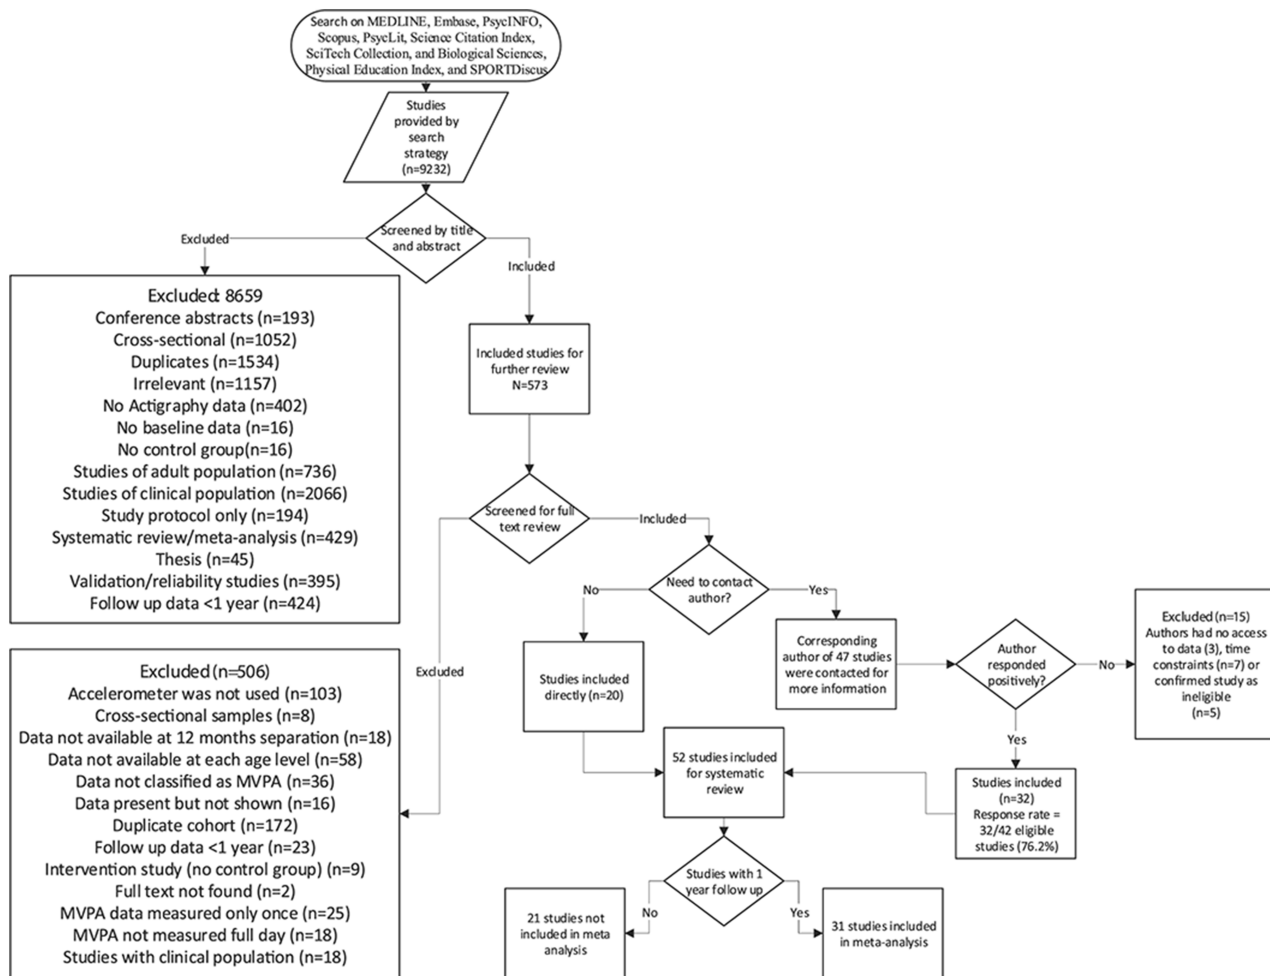 Search on MEDLINE, Embase, PsycINFO,
Scopus, PsycLit, Science Citation Index,
SciTech Collection, and Biological Sciences,
Physical Education Index, and SPORTDiscus
Studies
provided by
search
strategy
(n=9232)
Screened by title
and abstract
Excluded
Included
Excluded: 8659
Conference abstracts (n=193)
Cross-sectional (n=1052)
Duplicates (n=1534)
Irrelevant (n=1157)
No Actigraphy data (n=402)
No baseline data (n=16)
No control group(n=16)
Studies of adult population (n=736)
Studies of clinical population (n=2066)
Study protocol only (n=194)
Systematic review/meta-analysis (n=429)
Thesis (n=45)
Validation/reliability studies (n=395)
Follow up data <1 year (n=424)
Included studies for
further review
N=573
Screened for full
text review
Included
Excluded
Need to contact
author?
No
Yes
Studies included
directly (n=20)
Corresponding
author of 47 studies
were contacted for
more information
Author
responded
positively?
No
Excluded (n=15)
Authors had no access
to data (3), time
constraints (n=7) or
confirmed study as
ineligible
(n=5)
Yes
Studies included
(n=32)
Response rate =
32/42 eligible
studies (76.2%)
52 studies included
for systematic
review
Excluded (n=506)
Accelerometer was not used (n=103)
Cross-sectional samples (n=8)
Data not available at 12 months separation (n=18)
Data not available at each age level (n=58)
Data not classified as MVPA (n=36)
Data present but not shown (n=16)
Duplicate cohort (n=172)
Follow up data <1 year (n=23)
Intervention study (no control group) (n=9)
Full text not found (n=2)
MVPA data measured only once (n=25)
MVPA not measured full day (n=18)
Studies with clinical population (n=18)
Studies with 1
year follow up
No
Yes
21 studies not
included in meta
analysis
31 studies included
in meta-analysis